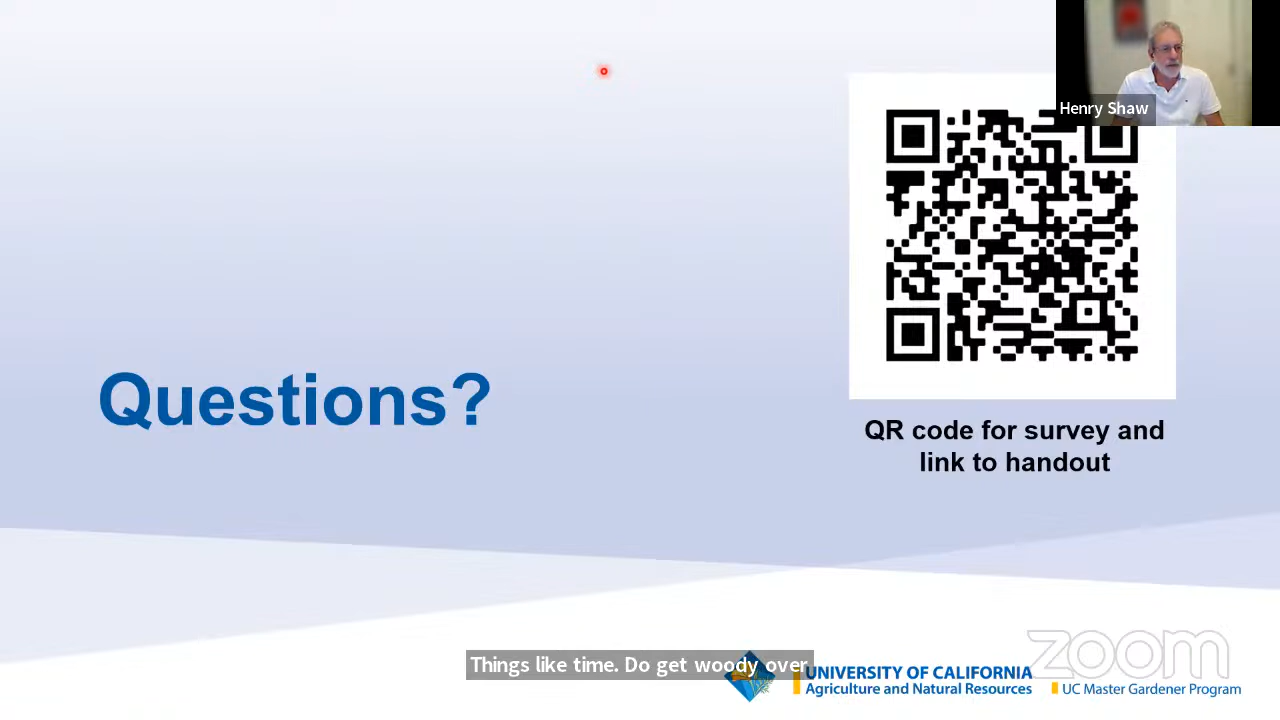 Henry Shaw
Questions?
QR code for survey and
link to handout
Things like time. Do get woody over
UNIVERSITY OF CALIFORNIA
Agriculture and Natural Resources
UC Master Gardener Program
zoom